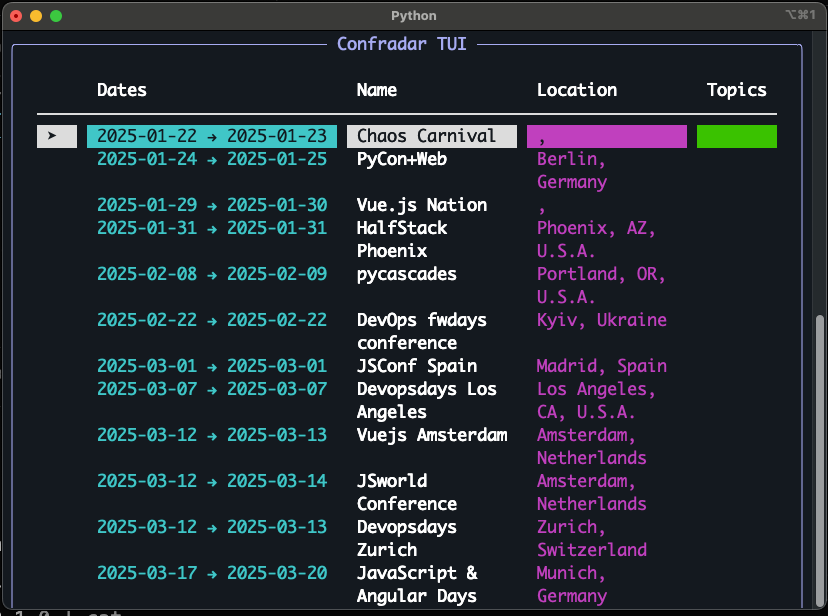 Python
⌥⌘1
Confradar TUI
Dates Name Location Topics
➤ 2025-01-22 → 2025-01-23 Chaos Carnival ,
2025-01-24 → 2025-01-25 PyCon+Web Berlin,
Germany
2025-01-29 → 2025-01-30 Vue.js Nation ,
2025-01-31 → 2025-01-31 HalfStack Phoenix, AZ,
Phoenix U.S.A.
2025-02-08 → 2025-02-09 pycascades Portland, OR,
U.S.A.
2025-02-22 → 2025-02-22 DevOps fwdays Kyiv, Ukraine
conference
2025-03-01 → 2025-03-01 JSConf Spain Madrid, Spain
2025-03-07 → 2025-03-07 Devopsdays Los Los Angeles,
Angeles CA, U.S.A.
2025-03-12 → 2025-03-13 Vuejs Amsterdam Amsterdam,
Netherlands
2025-03-12 → 2025-03-14 JSworld Amsterdam,
Conference Netherlands
2025-03-12 → 2025-03-13 Devopsdays Zurich,
Zurich Switzerland
2025-03-17 → 2025-03-20 JavaScript & Munich,
Angular Days Germany